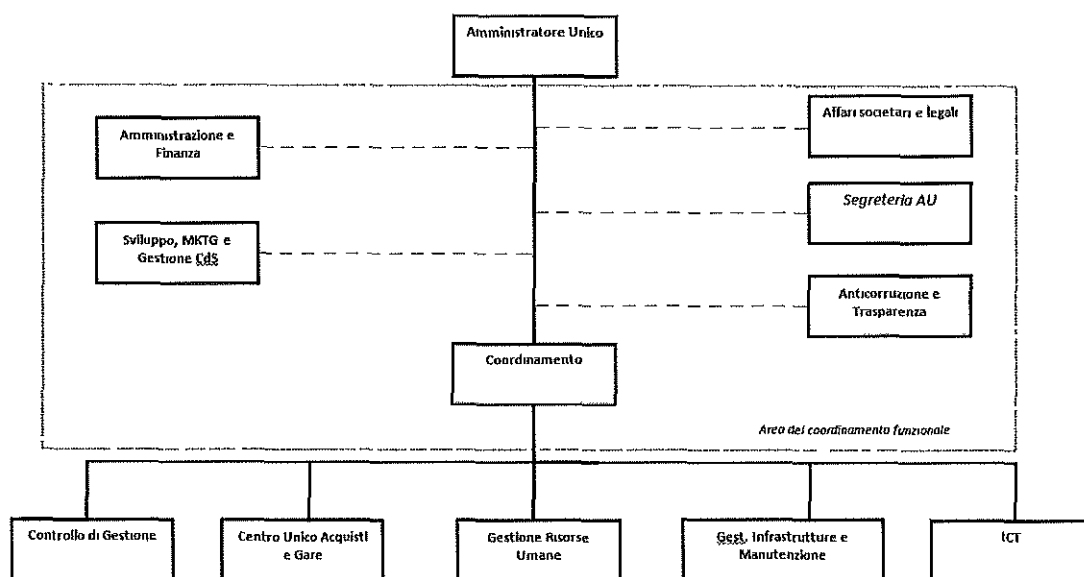 Amministratore Unico
Affari societari e legali
Amministrazione e
Finanza
Segreteria AU
Sviluppo, MKTG e
Gestione CdS
Anticorruzione e
Trasparenza
Coordinamento
Area del coordinamento funzionale
Controllo di Gestione
Centro Unico Acquisti
e Gare
Gestione Risorse
Umane
Gest. Infrastrutture e
Manutenzione
ICT